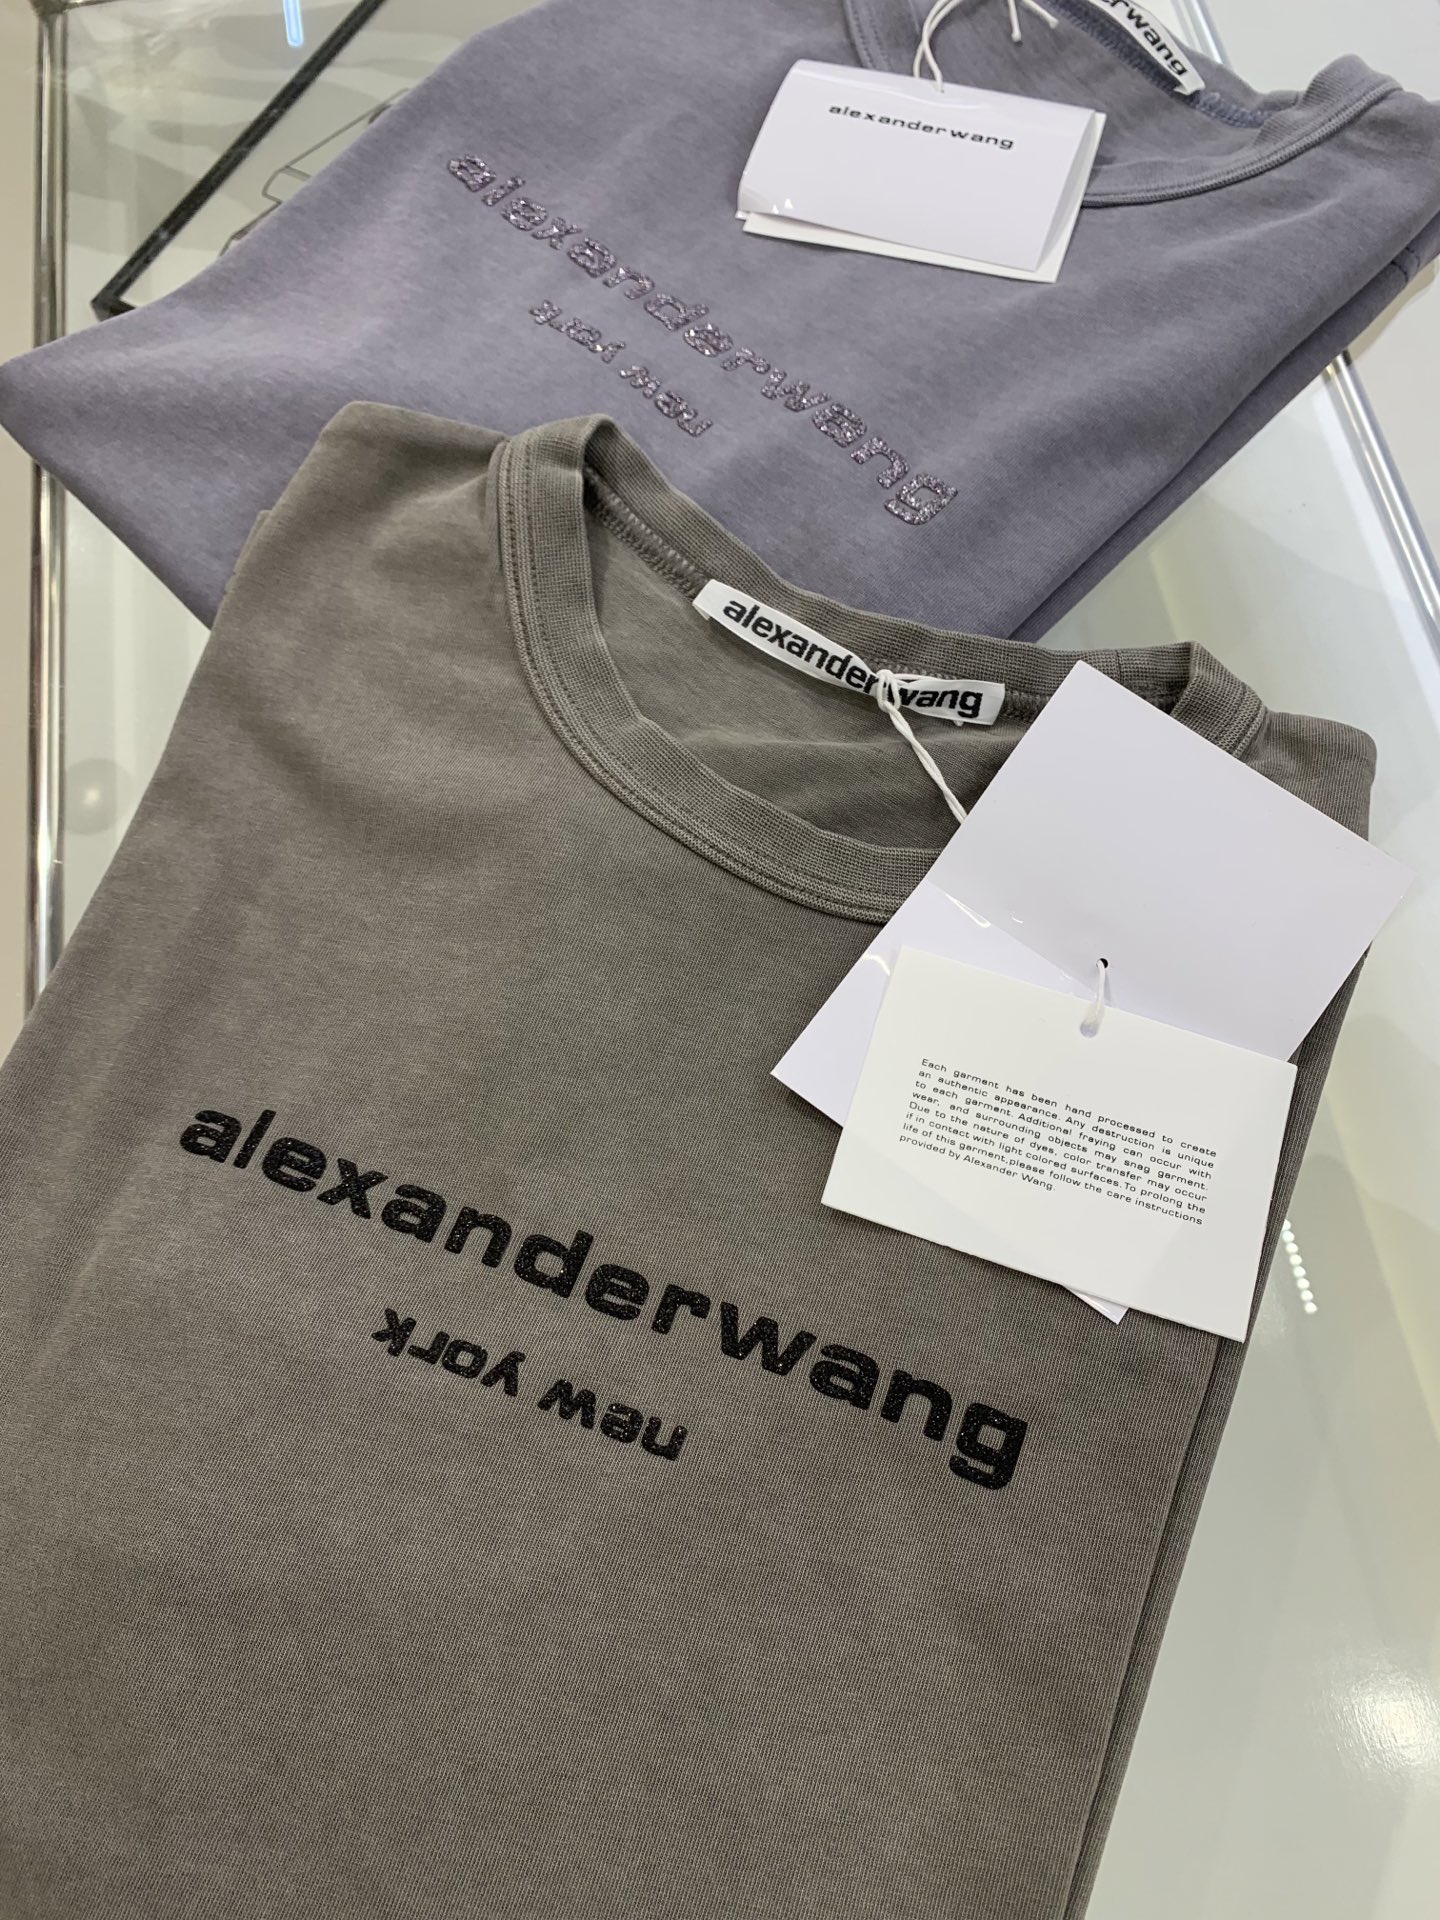 erwang
alexanderwang
alexanderwang
new york
alexanderwang
alexanderwang
new york
Each garment has been hand processed to create
an authentic appearance. Any destruction is unique
to each garment. Additional fraying can occur with
wear, and surrounding objects may snag garment.
Due to the nature of dyes, color transfer may occur
if in contact with light colored surfaces. To prolong the
life of this garment, please follow the care instructions
provided by Alexander Wang.